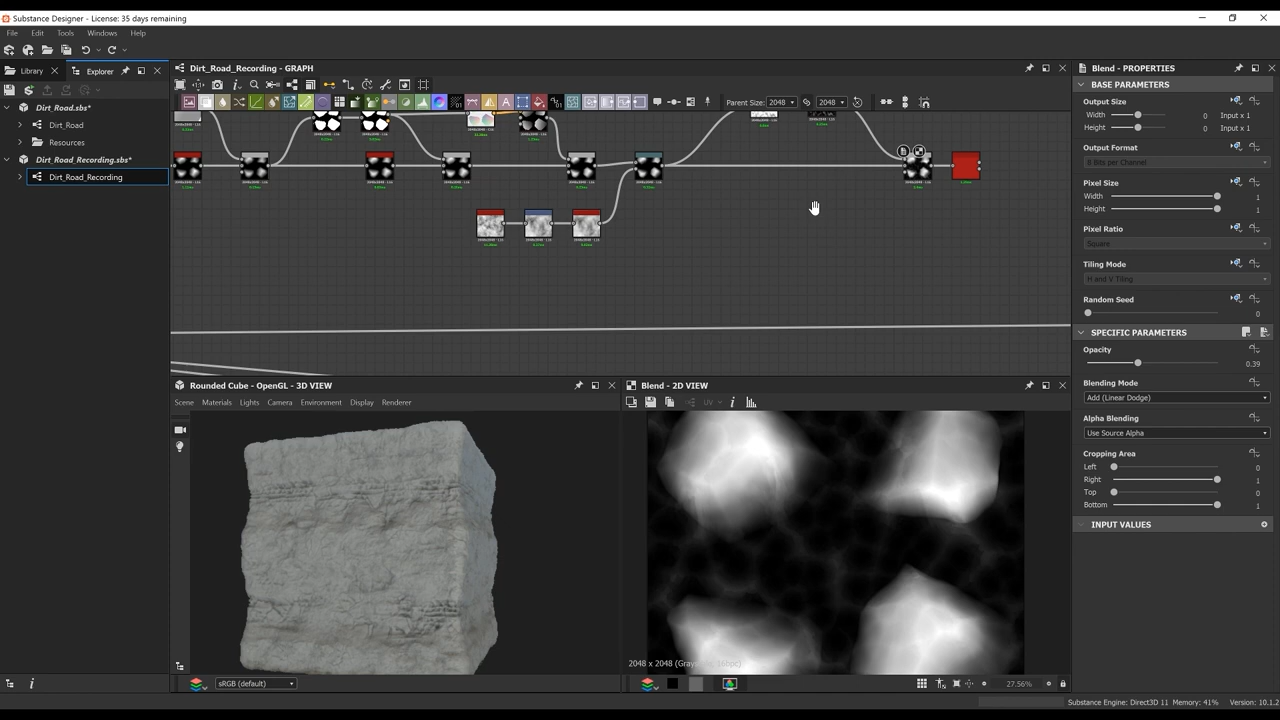 Substance Designer - License: 35 days remaining
File Edit Tools Windows Help
Library
Explorer
Dirt_Road.sbs*
Dirt_Road
Resources
Dirt_Road_Recording.sbs*
Dirt_Road_Recording
Dirt_Road_Recording - GRAPH
Parent Size: 2048 2048
Rounded Cube - OpenGL - 3D VIEW
Scene Materials Lights Camera Environment Display Renderer
sRGB (default)
Blend - 2D VIEW
UV
2048 x 2048 (Grays
27.56%
Blend - PROPERTIES
BASE PARAMETERS
Output Size
Width 0 Input x 1
Height 0 Input x 1
Output Format
8 Bits per Channel
Pixel Size
Width 1
Height 1
Pixel Ratio
Square
Tiling Mode
H and V Tiling
Random Seed
0
SPECIFIC PARAMETERS
Opacity
0.39
Blending Mode
Add (Linear Dodge)
Alpha Blending
Use Source Alpha
Cropping Area
Left 0
Right 1
Top 0
Bottom 1
INPUT VALUES
Substance Engine: Direct3D 11 Memory: 41% Version: 10.1.2